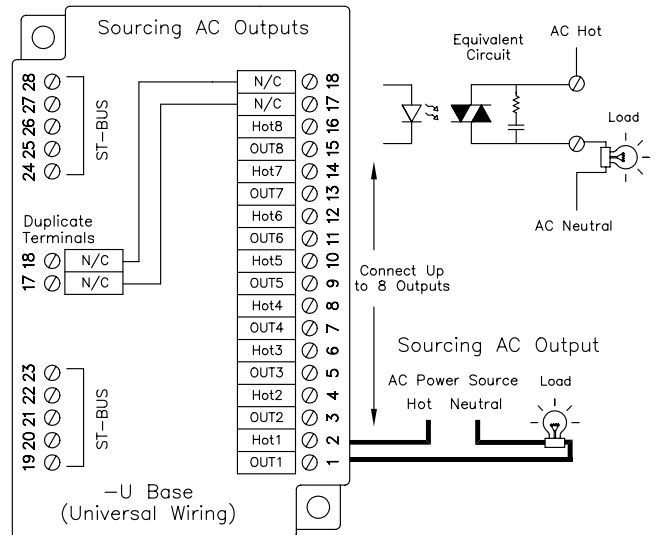 Sourcing AC Outputs
28
27
26
25
24
ST-BUS
Duplicate
Terminals
18 N/C
17 N/C
23
22
21
20
19
ST-BUS
N/C 18
N/C 17
Hot8 16
OUT8 15
Hot7 14
OUT7 13
Hot6 12
OUT6 11
Hot5 10
OUT5 9
Hot4 8
OUT4 7
Hot3 6
OUT3 5
Hot2 4
OUT2 3
Hot1 2
OUT1 1
-U Base
(Universal Wiring)
Equivalent
Circuit
AC Hot
Load
AC Neutral
Connect Up
to 8 Outputs
Sourcing AC Output
AC Power Source
Hot Neutral
Load